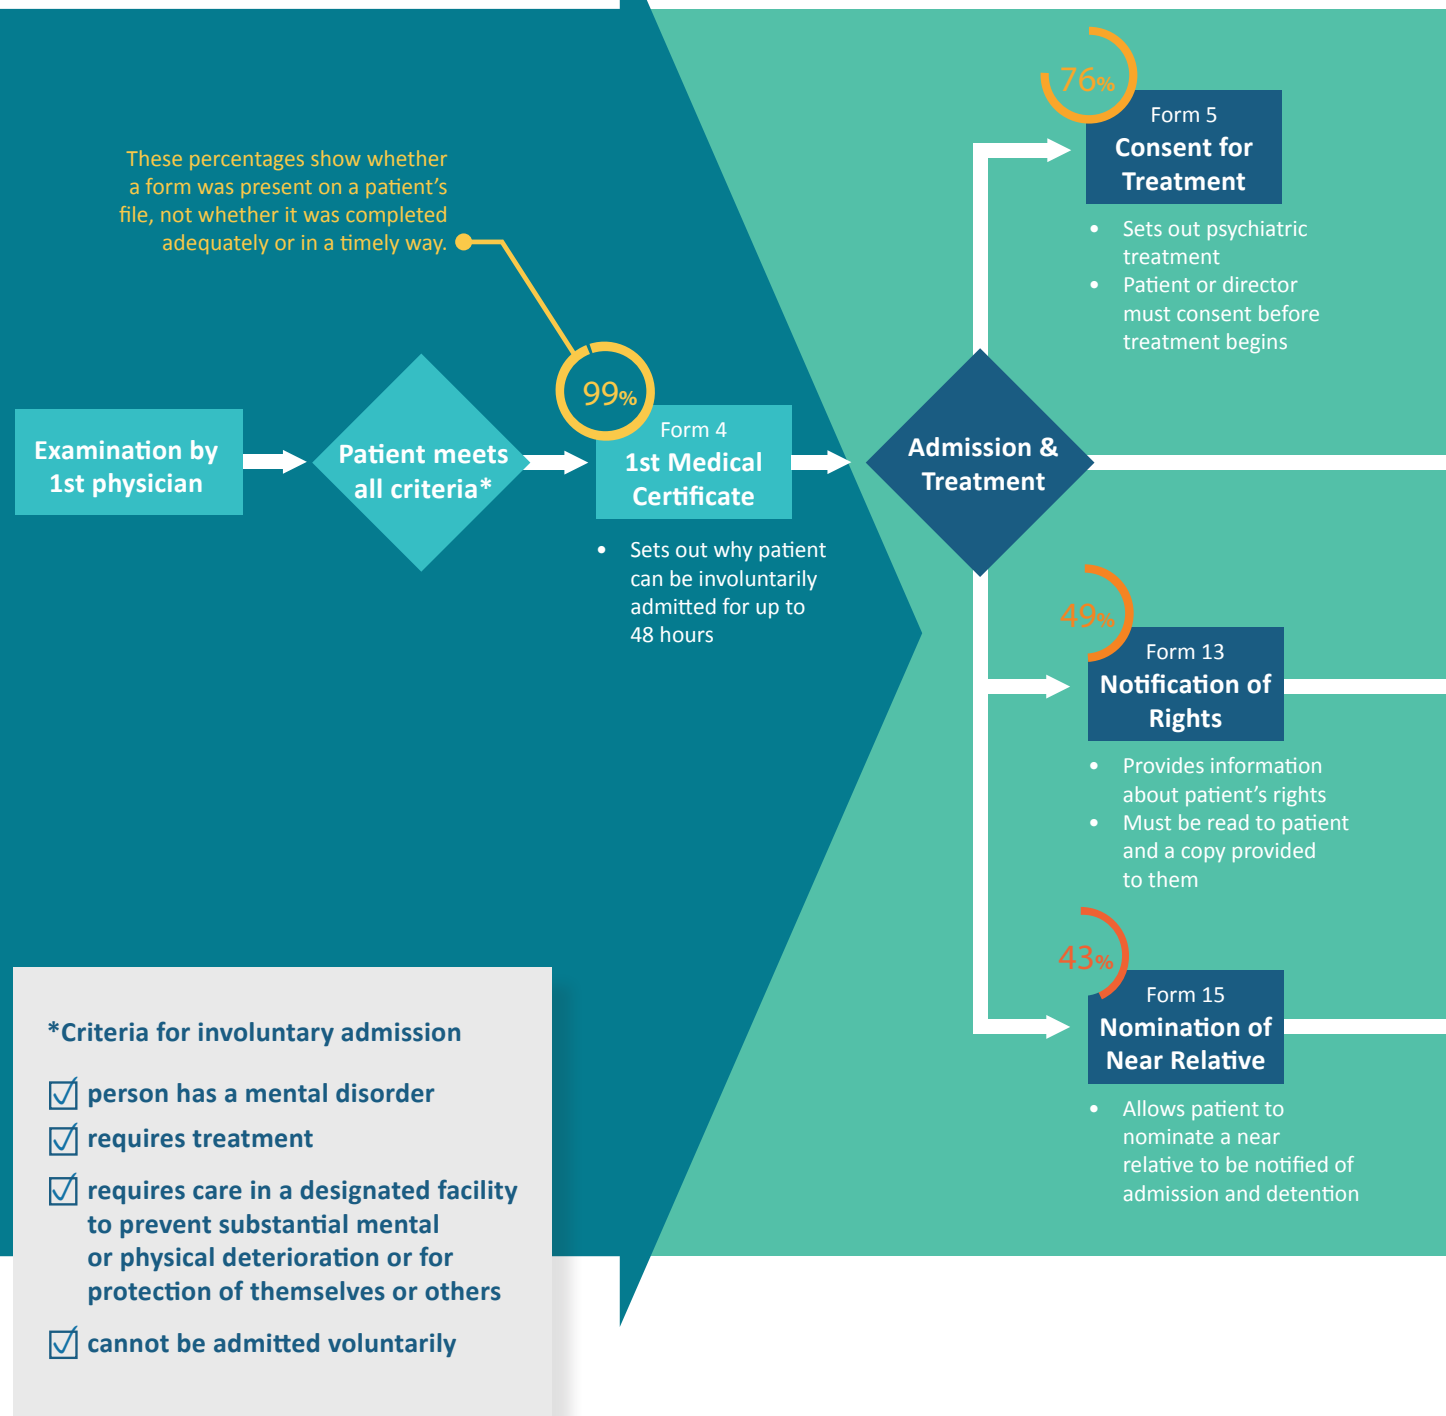 These percentages show whether
a form was present on a patient's
file, not whether it was completed
adequately or in a timely way.
Examination by
1st physician
Patient meets
all criteria*
99%
Form 4
1st Medical
Certificate
• Sets out why patient
can be involuntarily
admitted for up to
48 hours
Admission &
Treatment
76%
Form 5
Consent for
Treatment
• Sets out psychiatric
treatment
• Patient or director
must consent before
treatment begins
49%
Form 13
Notification of
Rights
• Provides information
about patient's rights
• Must be read to patient
and a copy provided
to them
43%
Form 15
Nomination of
Near Relative
• Allows patient to
nominate a near
relative to be notified of
admission and detention
*Criteria for involuntary admission
person has a mental disorder
requires treatment
requires care in a designated facility
to prevent substantial mental
or physical deterioration or for
protection of themselves or others
cannot be admitted voluntarily